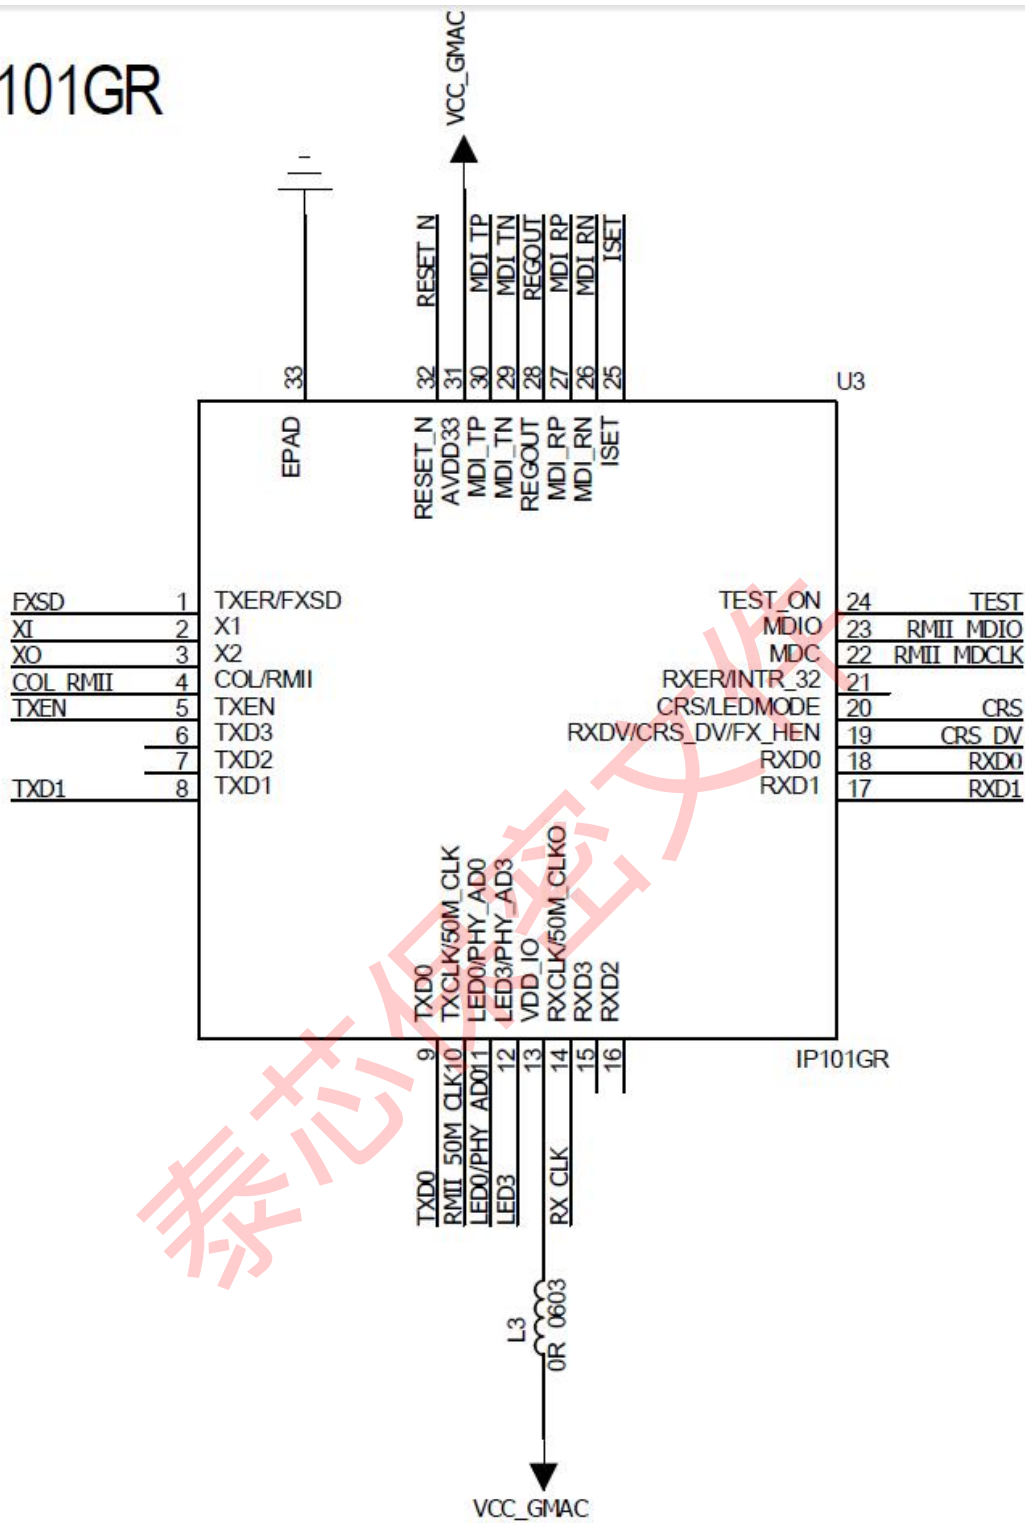 101GR
VCC_GMAC
RESET_N
MDI_TP
MDI_TN
REGOUT
MDI_RP
MDI_RN
ISET
33
32
31
30
29
28
27
26
25
U3
EPAD
RESET_N
AVDD33
MDI_TP
MDI_TN
REGOUT
MDI_RP
MDI_RN
ISET
FXSD 1 TXER/FXSD
XI 2 X1
XO 3 X2
COL_RMII 4 COL/RMII
TXEN 5 TXEN
6 TXD3
7 TXD2
TXD1 8 TXD1
TEST_ON 24 TEST
MDIO 23 RMII_MDIO
MDC 22 RMII_MDCLK
RXER/INTR_32 21
CRS/LEDMODE 20 CRS
RXDV/CRS_DV/FX_HEN 19 CRS_DV
RXD0 18 RXD0
RXD1 17 RXD1
TXD0
TXCLK/50M_CLK
LED0/PHY_AD0
LED3/PHY_AD3
VDD_IO
RXCLK/50M_CLKO
RXD3
RXD2
9
10
11
12
13
14
15
16
IP101GR
TXD0
RMII_50M_CLK
LED0/PHY_AD0
LED3
RX_CLK
L3
0R_0603
VCC_GMAC
泰芯保密文件